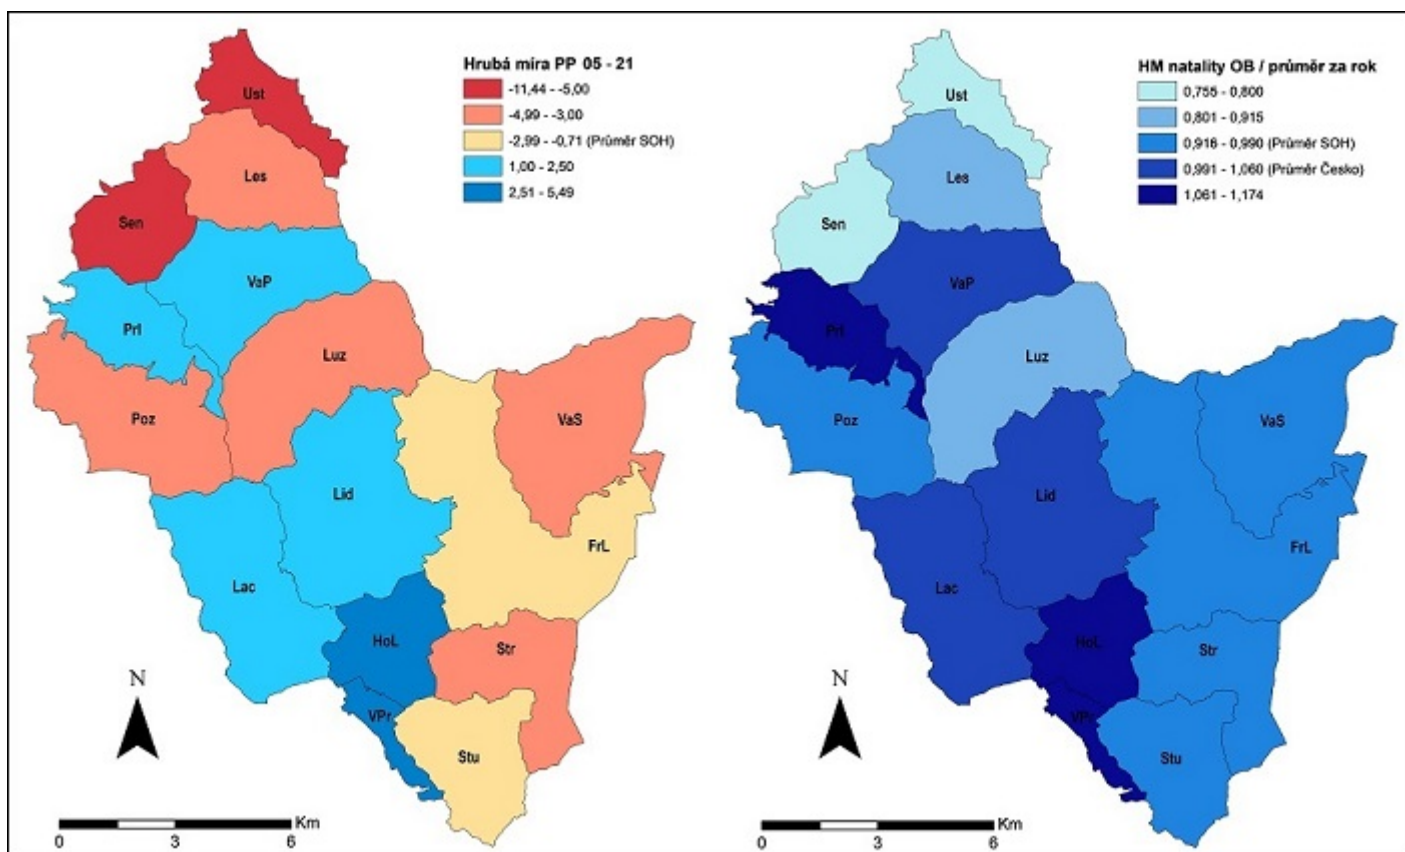 Hrubá míra PP 05 - 21
-11,44 - -5,00
-4,99 - -3,00
-2,99 - -0,71 (Průměr SOH)
1,00 - 2,50
2,51 - 5,49
Ust
Les
Sen
VaP
Prl
Luz
Poz
VaS
Lid
FrL
Lac
HoL
Str
VPr
Stu
N
0 3 6 Km
HM natality OB / průměr za rok
0,755 - 0,800
0,801 - 0,915
0,916 - 0,990 (Průměr SOH)
0,991 - 1,060 (Průměr Česko)
1,061 - 1,174
Ust
Les
Sen
VaP
Prl
Luz
Poz
VaS
Lid
FrL
Lac
HoL
Str
VPr
Stu
N
0 3 6 Km